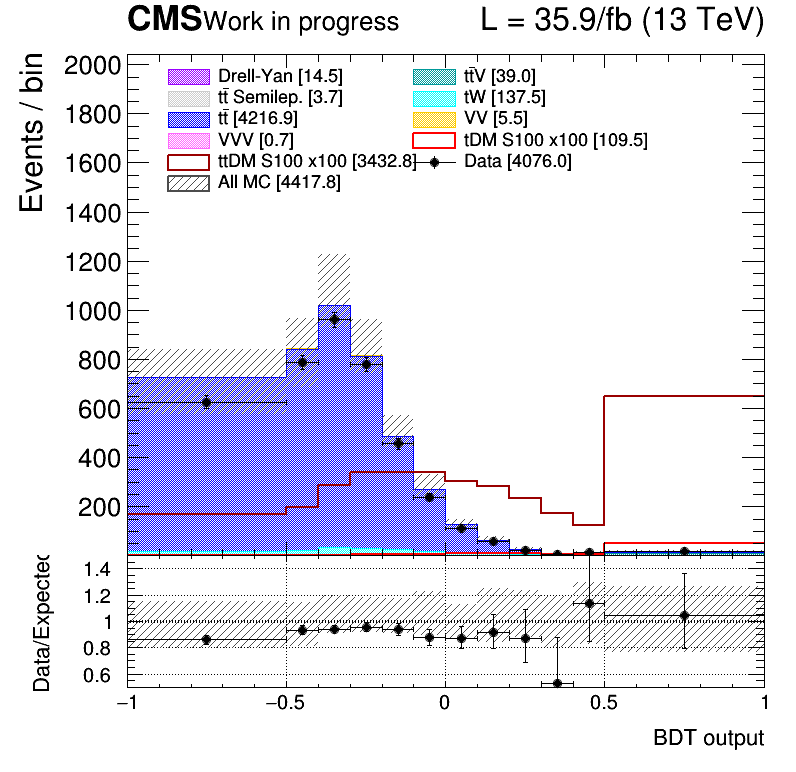 CMS Work in progress L = 35.9/fb (13 TeV)
Events / bin
2000
1800
1600
1400
1200
1000
800
600
400
200
Drell-Yan [14.5] tt̄V [39.0]
tt̄ Semilep. [3.7] tW [137.5]
tt̄ [4216.9] VV [5.5]
VVV [0.7] tDM S100 x100 [109.5]
ttDM S100 x100 [3432.8] Data [4076.0]
All MC [4417.8]
Data/Expected
1.4
1.2
1
0.8
0.6
−1 −0.5 0 0.5 1
BDT output